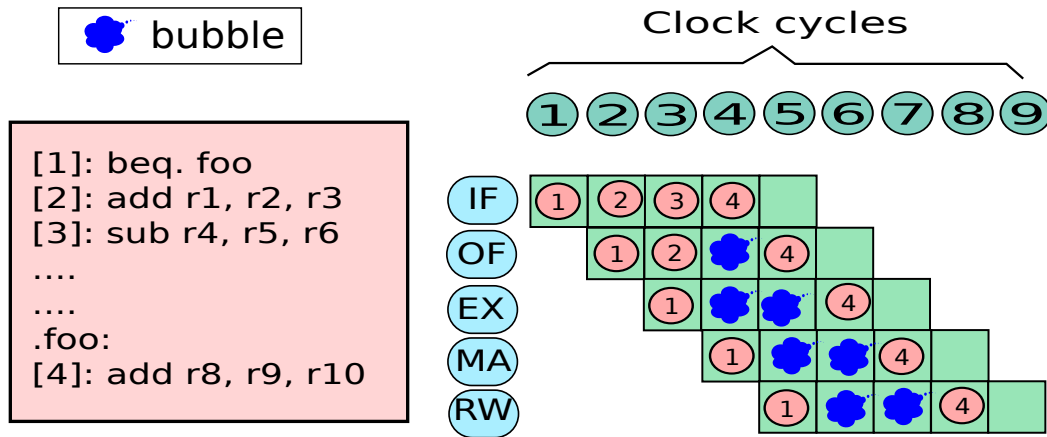 bubble
Clock cycles
1 2 3 4 5 6 7 8 9
[1]: beq. foo
[2]: add r1, r2, r3
[3]: sub r4, r5, r6
....
....
.foo:
[4]: add r8, r9, r10
IF 1 2 3 4
OF 1 2 4
EX 1 4
MA 1 4
RW 1 4